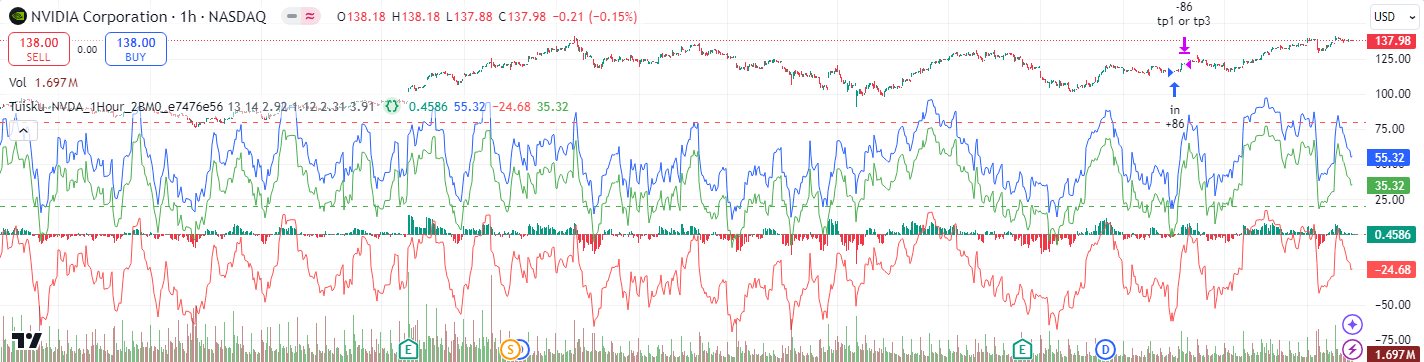 NVIDIA Corporation · 1h · NASDAQ O138.18 H138.18 L137.88 C137.98 −0.21 (−0.15%)
-86
tp1 or tp3
USD
138.00
SELL
0.00
138.00
BUY
137.98
125.00
Vol 1.697M
100.00
Tuisku_NVDA_1Hour_2BM0_e7476e56 13 14 2.92 1.12 2.31 3.91 {} 0.4586 55.32 −24.68 35.32
in
+86
75.00
55.32
35.32
25.00
0.4586
−24.68
−50.00
−75.00
E
S
E
D
1.697M